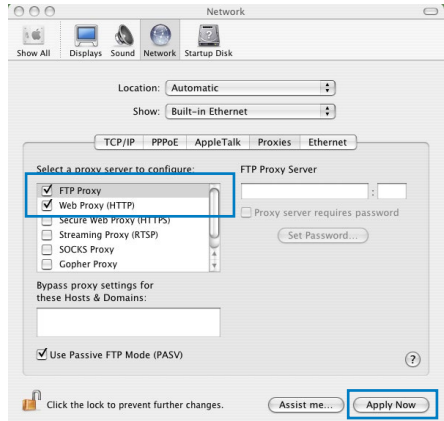 Network
Show All Displays Sound Network Startup Disk
Location: Automatic
Show: Built-in Ethernet
TCP/IP PPPoE AppleTalk Proxies Ethernet
Select a proxy server to configure: FTP Proxy Server
FTP Proxy
Web Proxy (HTTP) :
Secure Web Proxy (HTTPS) Proxy server requires password
Streaming Proxy (RTSP) Set Password...
SOCKS Proxy
Gopher Proxy
Bypass proxy settings for
these Hosts & Domains:
Use Passive FTP Mode (PASV) ?
Click the lock to prevent further changes. Assist me... Apply Now